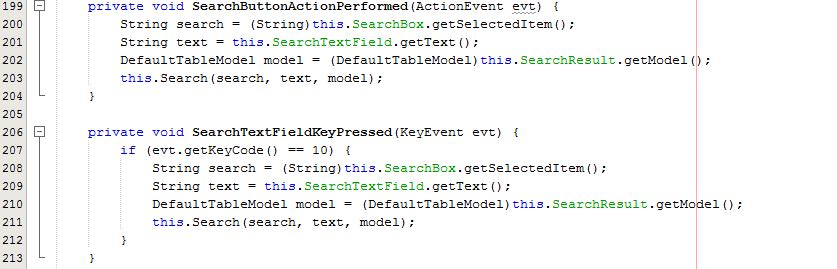 199 private void SearchButtonActionPerformed(ActionEvent evt) {
200 String search = (String)this.SearchBox.getSelectedItem();
201 String text = this.SearchTextField.getText();
202 DefaultTableModel model = (DefaultTableModel)this.SearchResult.getModel();
203 this.Search(search, text, model);
204 }
205
206 private void SearchTextFieldKeyPressed(KeyEvent evt) {
207 if (evt.getKeyCode() == 10) {
208 String search = (String)this.SearchBox.getSelectedItem();
209 String text = this.SearchTextField.getText();
210 DefaultTableModel model = (DefaultTableModel)this.SearchResult.getModel();
211 this.Search(search, text, model);
212 }
213 }